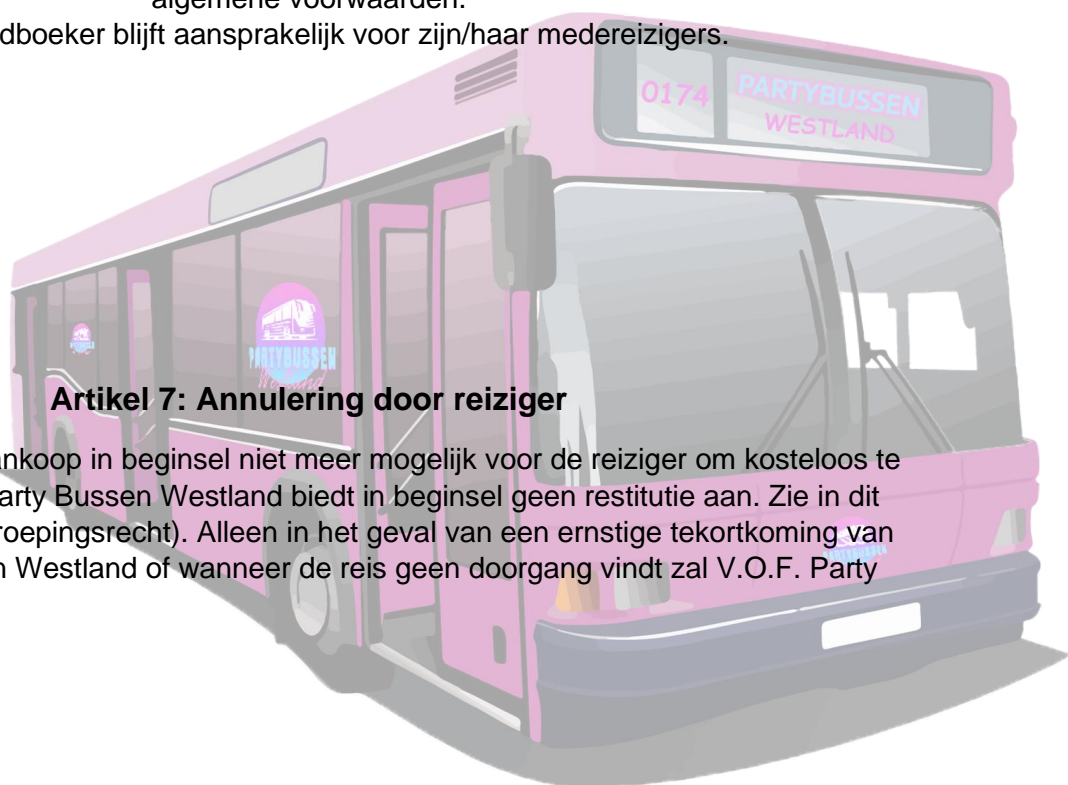 algemene voorwaarden.
dboeker blijft aansprakelijk voor zijn/haar medereizigers.
0174
PARTYBUSSEN
WESTLAND
PARTYBUSSEN
Westland
Artikel 7: Annulering door reiziger
ankoop in beginsel niet meer mogelijk voor de reiziger om kosteloos te
arty Bussen Westland biedt in beginsel geen restitutie aan. Zie in dit
roepingsrecht). Alleen in het geval van een ernstige tekortkoming van
n Westland of wanneer de reis geen doorgang vindt zal V.O.F. Party
PARTYBUSSEN